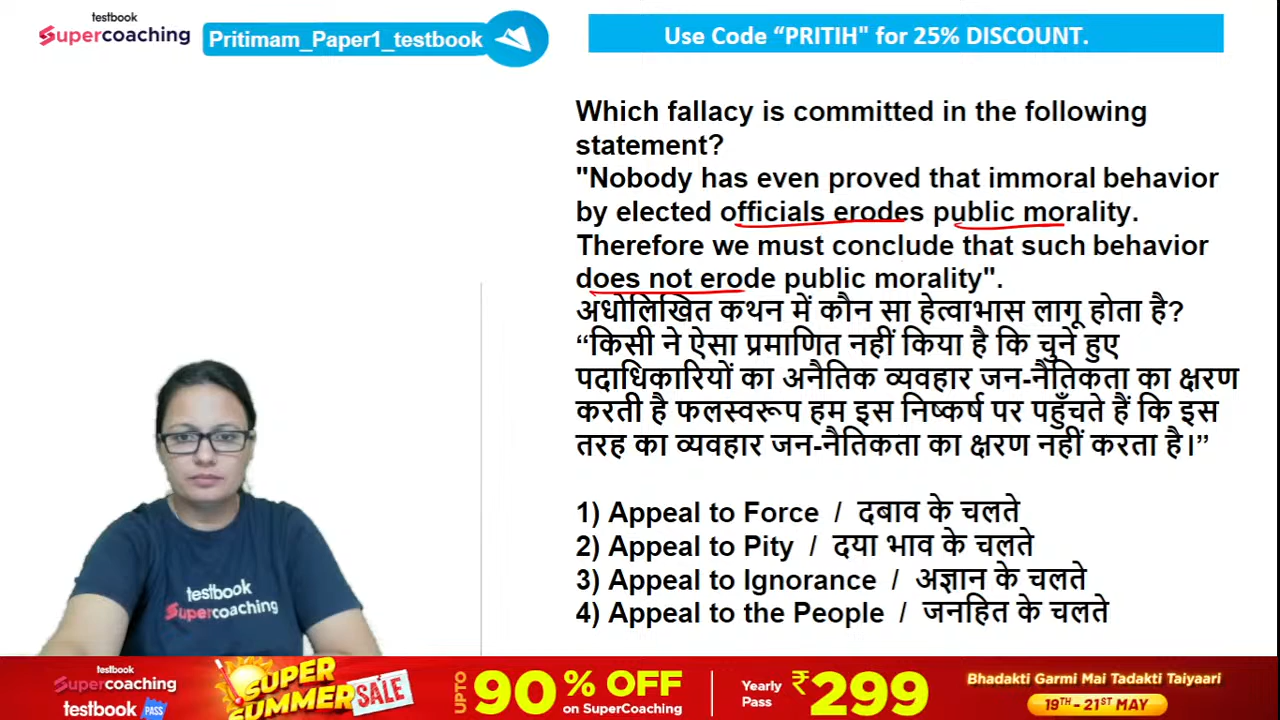 testbook
Supercoaching
Pritimam_Paper1_testbook
Use Code “PRITIH" for 25% DISCOUNT.
Which fallacy is committed in the following
statement?
"Nobody has even proved that immoral behavior
by elected officials erodes public morality.
Therefore we must conclude that such behavior
does not erode public morality".
अधोलिखित कथन में कौन सा हेत्वाभास लागू होता है?
“किसी ने ऐसा प्रमाणित नहीं किया है कि चुने हुए
पदाधिकारियों का अनैतिक व्यवहार जन-नैतिकता का क्षरण
करती है फलस्वरूप हम इस निष्कर्ष पर पहुँचते हैं कि इस
तरह का व्यवहार जन-नैतिकता का क्षरण नहीं करता है।”
1) Appeal to Force / दबाव के चलते
2) Appeal to Pity / दया भाव के चलते
3) Appeal to Ignorance / अज्ञान के चलते
4) Appeal to the People / जनहित के चलते
testbook
Supercoaching
testbook
Supercoaching
testbook PASS
SUPER
SUMMER SALE
UPTO 90% OFF
on SuperCoaching
Yearly
Pass ₹299
Bhadakti Garmi Mai Tadakti Taiyaari
19TH - 21ST MAY